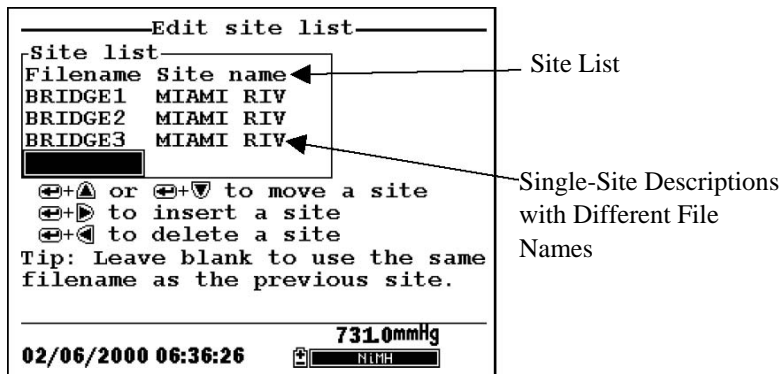 Edit site list
Site list
Filename Site name
BRIDGE1 MIAMI RIV
BRIDGE2 MIAMI RIV
BRIDGE3 MIAMI RIV
+ or + to move a site
+ to insert a site
+ to delete a site
Tip: Leave blank to use the same
filename as the previous site.
731.0mmHg
02/06/2000 06:36:26
NiMH
Site List
Single-Site Descriptions
with Different File
Names